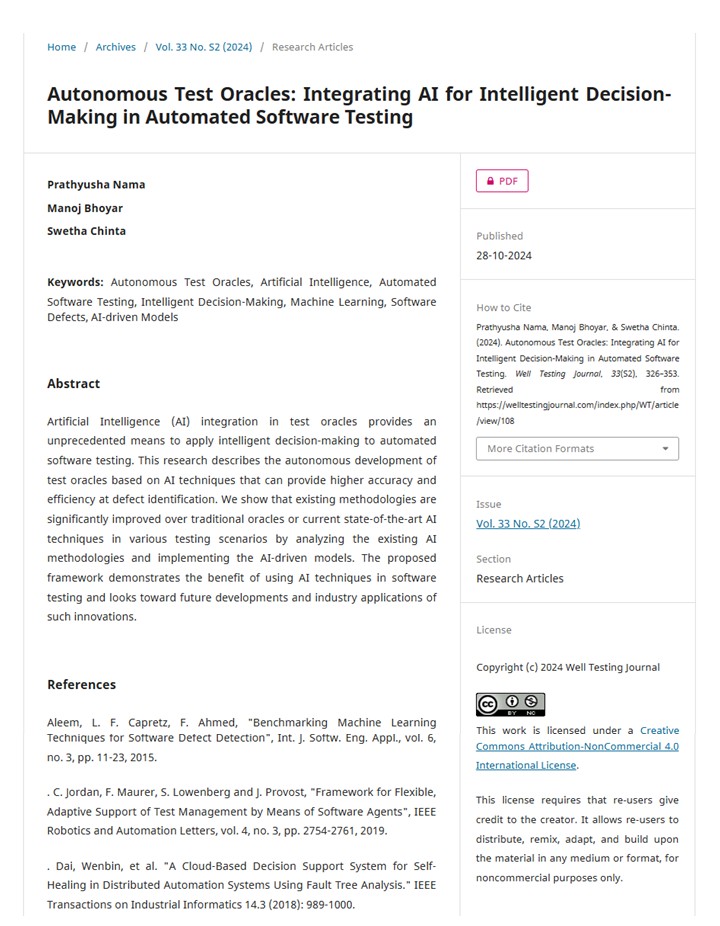 Home / Archives / Vol. 33 No. S2 (2024) / Research Articles
Autonomous Test Oracles: Integrating AI for Intelligent Decision-
Making in Automated Software Testing
Prathyusha Nama
Manoj Bhoyar
Swetha Chinta
Keywords: Autonomous Test Oracles, Artificial Intelligence, Automated
Software Testing, Intelligent Decision-Making, Machine Learning, Software
Defects, AI-driven Models
Abstract
Artificial Intelligence (AI) integration in test oracles provides an
unprecedented means to apply intelligent decision-making to automated
software testing. This research describes the autonomous development of
test oracles based on AI techniques that can provide higher accuracy and
efficiency at defect identification. We show that existing methodologies are
significantly improved over traditional oracles or current state-of-the-art AI
techniques in various testing scenarios by analyzing the existing AI
methodologies and implementing the AI-driven models. The proposed
framework demonstrates the benefit of using AI techniques in software
testing and looks toward future developments and industry applications of
such innovations.
References
Aleem, L. F. Capretz, F. Ahmed, "Benchmarking Machine Learning
Techniques for Software Defect Detection", Int. J. Softw. Eng. Appl., vol. 6,
no. 3, pp. 11-23, 2015.
. C. Jordan, F. Maurer, S. Lowenberg and J. Provost, "Framework for Flexible,
Adaptive Support of Test Management by Means of Software Agents", IEEE
Robotics and Automation Letters, vol. 4, no. 3, pp. 2754-2761, 2019.
. Dai, Wenbin, et al. "A Cloud-Based Decision Support System for Self-
Healing in Distributed Automation Systems Using Fault Tree Analysis." IEEE
Transactions on Industrial Informatics 14.3 (2018): 989-1000.
PDF
Published
28-10-2024
How to Cite
Prathyusha Nama, Manoj Bhoyar, & Swetha Chinta.
(2024). Autonomous Test Oracles: Integrating AI for
Intelligent Decision-Making in Automated Software
Testing. Well Testing Journal, 33(S2), 326–353.
Retrieved from
https://welltestingjournal.com/index.php/WT/article
/view/108
More Citation Formats
Issue
Vol. 33 No. S2 (2024)
Section
Research Articles
License
Copyright (c) 2024 Well Testing Journal
cc BY NC
This work is licensed under a Creative
Commons Attribution-NonCommercial 4.0
International License.
This license requires that re-users give
credit to the creator. It allows re-users to
distribute, remix, adapt, and build upon
the material in any medium or format, for
noncommercial purposes only.